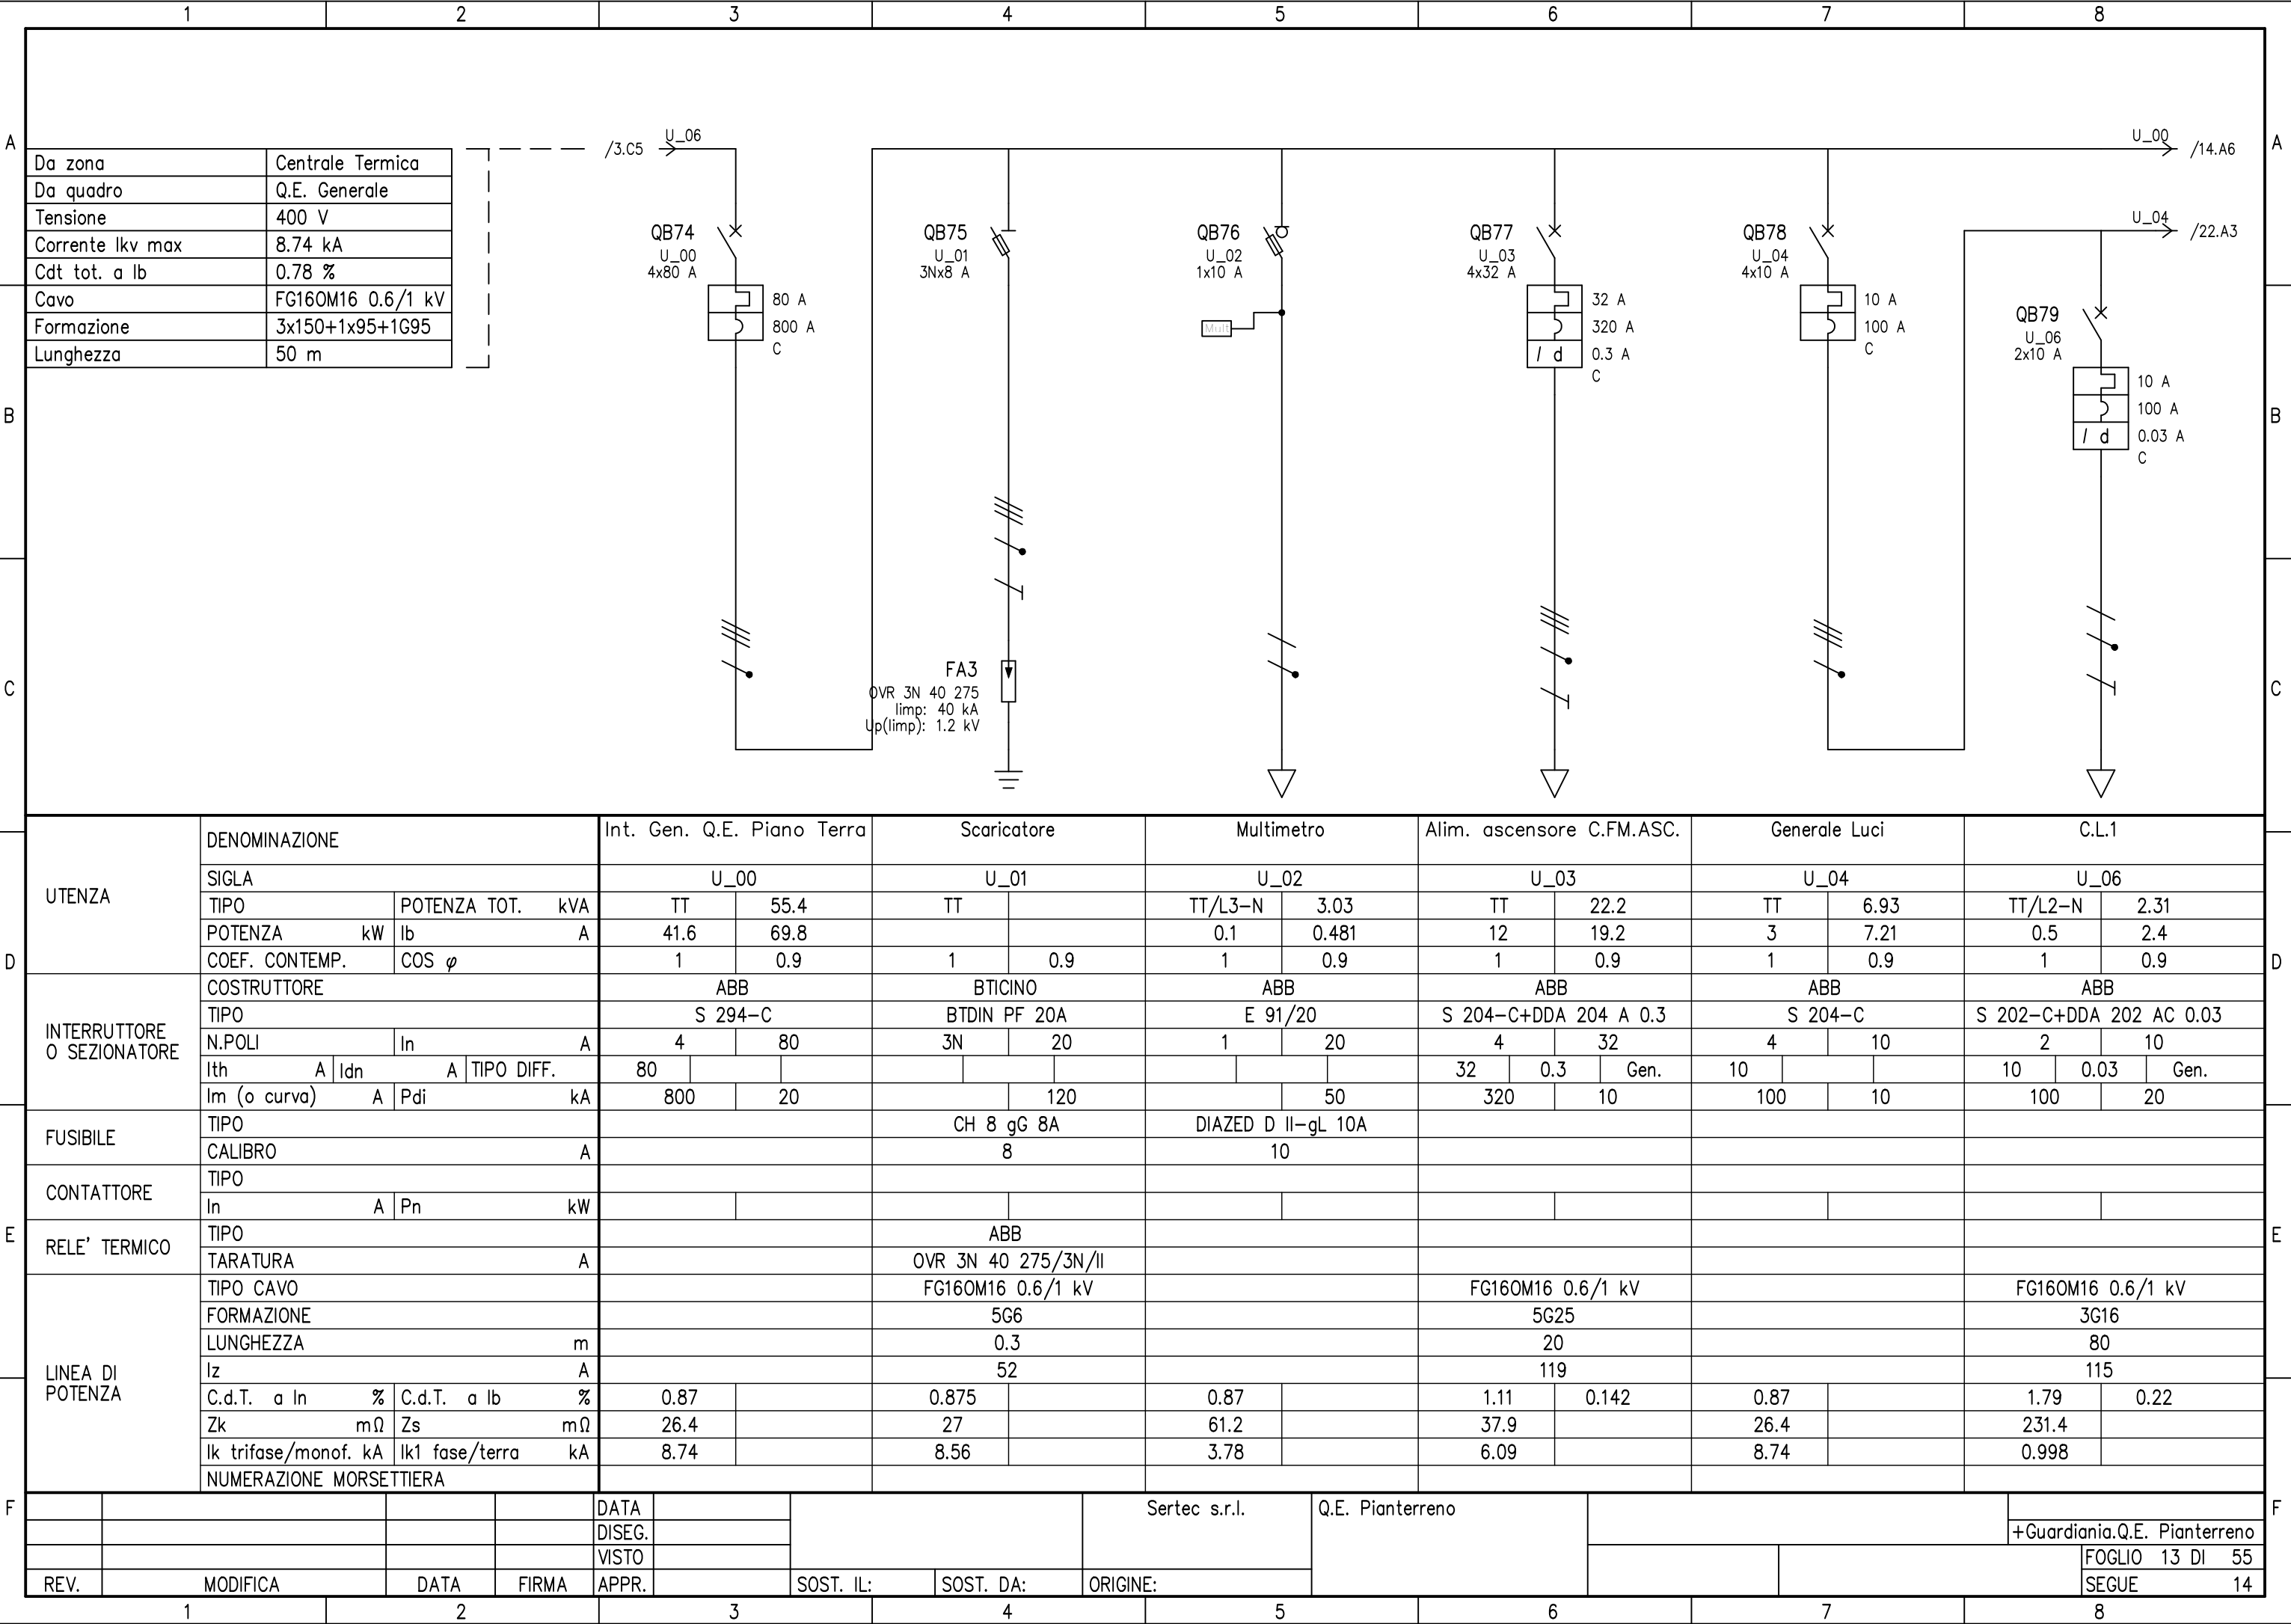 1 2 3 4 5 6 7 8
A A
B B
C C
D D
E E
F F
Da zona Centrale Termica
Da quadro Q.E. Generale
Tensione 400 V
Corrente Ikv max 8.74 kA
Cdt tot. a Ib 0.78 %
Cavo FG16OM16 0.6/1 kV
Formazione 3x150+1x95+1G95
Lunghezza 50 m
/3.C5 U_06
U_00 /14.A6
U_04 /22.A3
QB74
U_00
4x80 A
80 A
800 A
C
QB75
U_01
3Nx8 A
FA3
OVR 3N 40 275
Iimp: 40 kA
Up(Iimp): 1.2 kV
QB76
U_02
1x10 A
Mult
QB77
U_03
4x32 A
32 A
320 A
I d 0.3 A
C
QB78
U_04
4x10 A
10 A
100 A
C
QB79
U_06
2x10 A
10 A
100 A
I d 0.03 A
C
UTENZA
DENOMINAZIONE Int. Gen. Q.E. Piano Terra Scaricatore Multimetro Alim. ascensore C.FM.ASC. Generale Luci C.L.1
SIGLA U_00 U_01 U_02 U_03 U_04 U_06
TIPO POTENZA TOT. kVA TT 55.4 TT TT/L3-N 3.03 TT 22.2 TT 6.93 TT/L2-N 2.31
POTENZA kW Ib A 41.6 69.8 0.1 0.481 12 19.2 3 7.21 0.5 2.4
COEF. CONTEMP. COS φ 1 0.9 1 0.9 1 0.9 1 0.9 1 0.9 1 0.9
INTERRUTTORE
O SEZIONATORE
COSTRUTTORE ABB BTICINO ABB ABB ABB ABB
TIPO S 294-C BTDIN PF 20A E 91/20 S 204-C+DDA 204 A 0.3 S 204-C S 202-C+DDA 202 AC 0.03
N.POLI In A 4 80 3N 20 1 20 4 32 4 10 2 10
Ith A Idn A TIPO DIFF. 80 32 0.3 Gen. 10 10 0.03 Gen.
Im (o curva) A Pdi kA 800 20 120 50 320 10 100 10 100 20
FUSIBILE
TIPO CH 8 gG 8A DIAZED D II-gL 10A
CALIBRO A 8 10
CONTATTORE
TIPO
In A Pn kW
RELE' TERMICO
TIPO ABB
TARATURA A OVR 3N 40 275/3N/II
LINEA DI
POTENZA
TIPO CAVO FG16OM16 0.6/1 kV FG16OM16 0.6/1 kV FG16OM16 0.6/1 kV
FORMAZIONE 5G6 5G25 3G16
LUNGHEZZA m 0.3 20 80
Iz A 52 119 115
C.d.T. a In % C.d.T. a Ib % 0.87 0.875 0.87 1.11 0.142 0.87 1.79 0.22
Zk mΩ Zs mΩ 26.4 27 61.2 37.9 26.4 231.4
Ik trifase/monof. kA Ik1 fase/terra kA 8.74 8.56 3.78 6.09 8.74 0.998
NUMERAZIONE MORSETTIERA
DATA
DISEG.
VISTO
REV. MODIFICA DATA FIRMA APPR. SOST. IL: SOST. DA: ORIGINE:
Sertec s.r.l.
Q.E. Pianterreno
+Guardiania.Q.E. Pianterreno
FOGLIO 13 DI 55
SEGUE 14
1 2 3 4 5 6 7 8